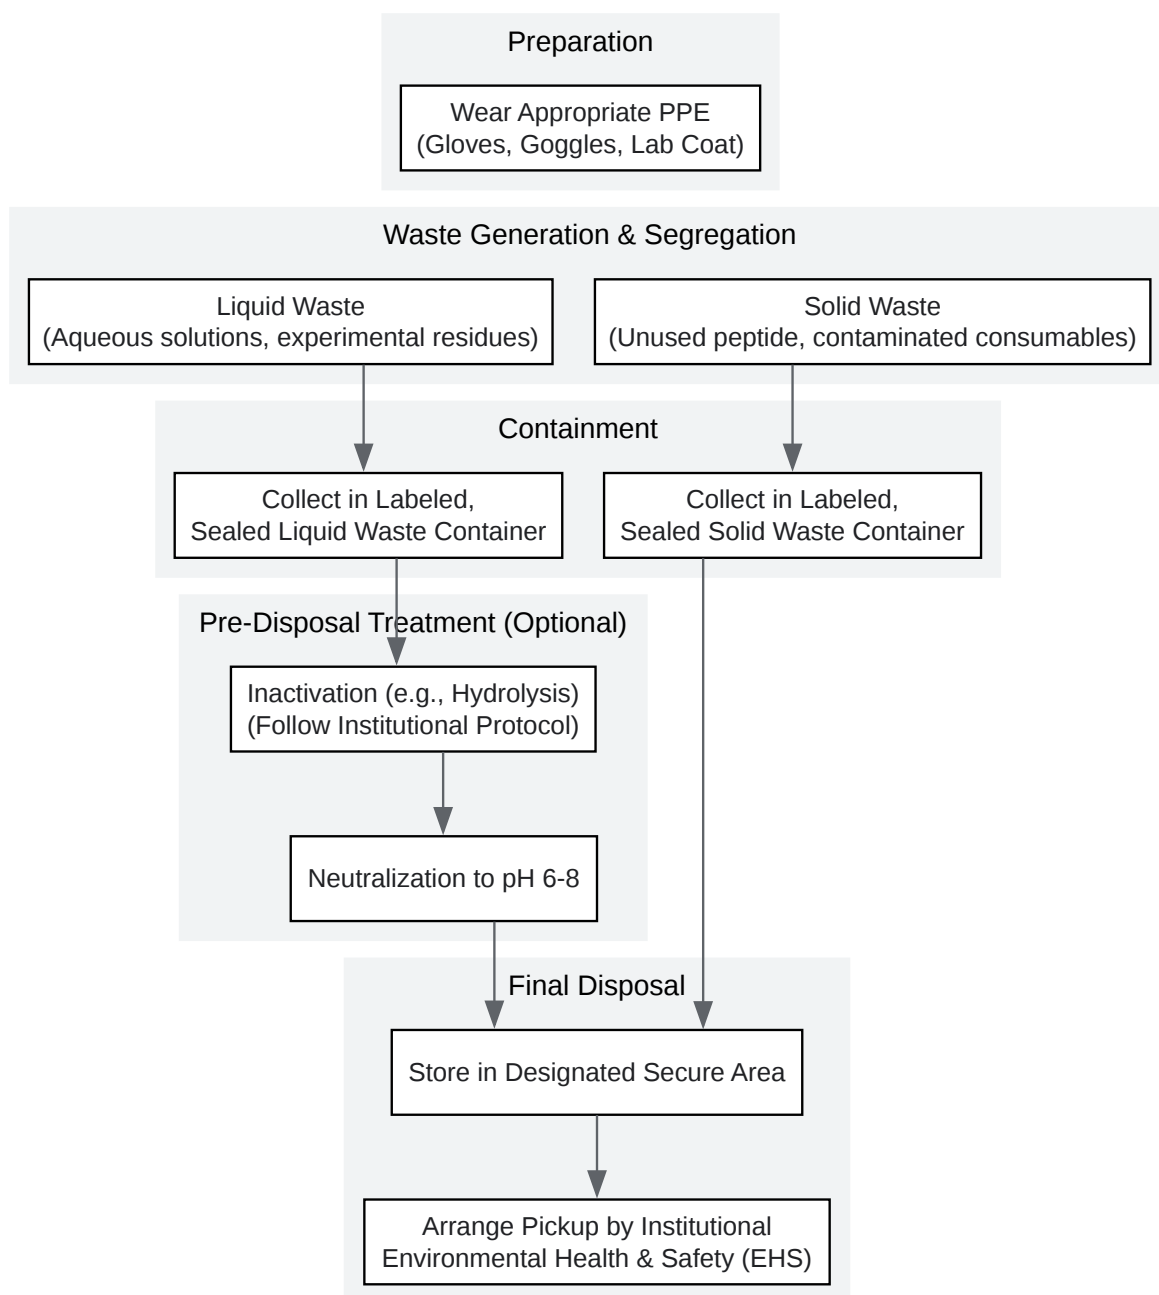 Preparation
Wear Appropriate PPE
(Gloves, Goggles, Lab Coat)
Waste Generation & Segregation
Liquid Waste
(Aqueous solutions, experimental residues)
Solid Waste
(Unused peptide, contaminated consumables)
Containment
Collect in Labeled,
Sealed Liquid Waste Container
Collect in Labeled,
Sealed Solid Waste Container
Pre-Disposal Treatment (Optional)
Inactivation (e.g., Hydrolysis)
(Follow Institutional Protocol)
Neutralization to pH 6-8
Final Disposal
Store in Designated Secure Area
Arrange Pickup by Institutional
Environmental Health & Safety (EHS)